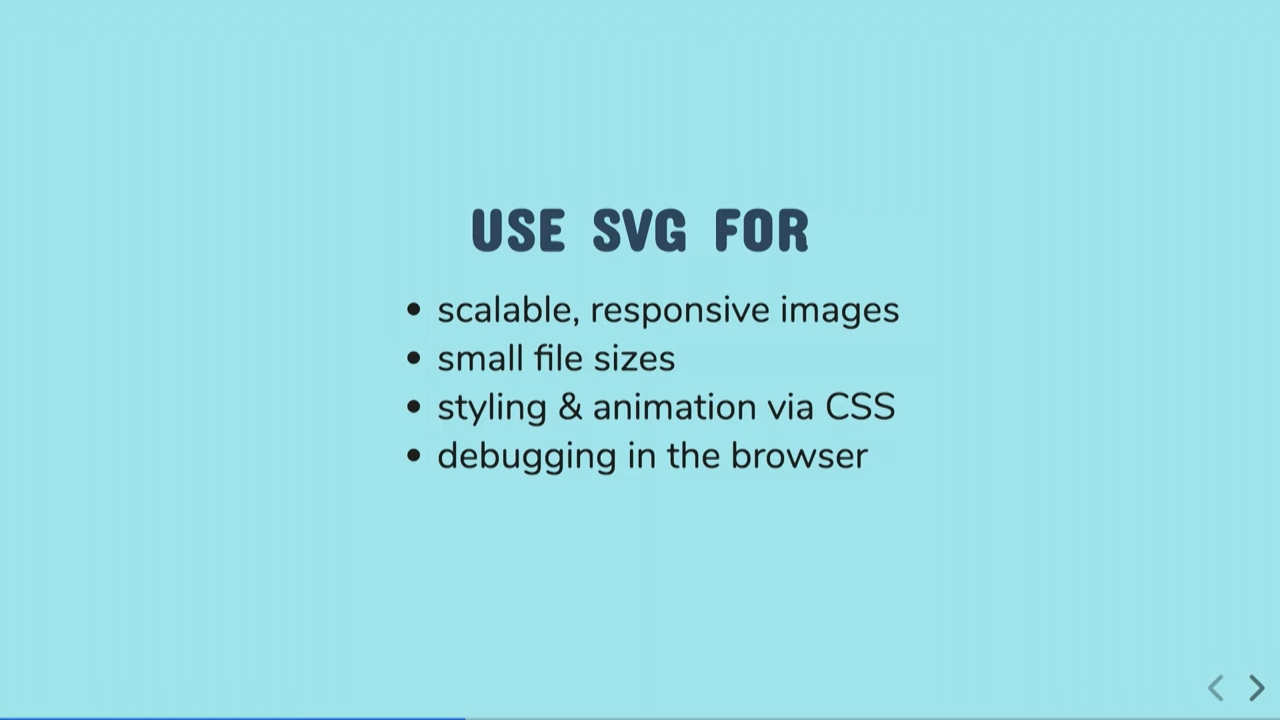 USE SVG FOR
• scalable, responsive images
• small file sizes
• styling & animation via CSS
• debugging in the browser